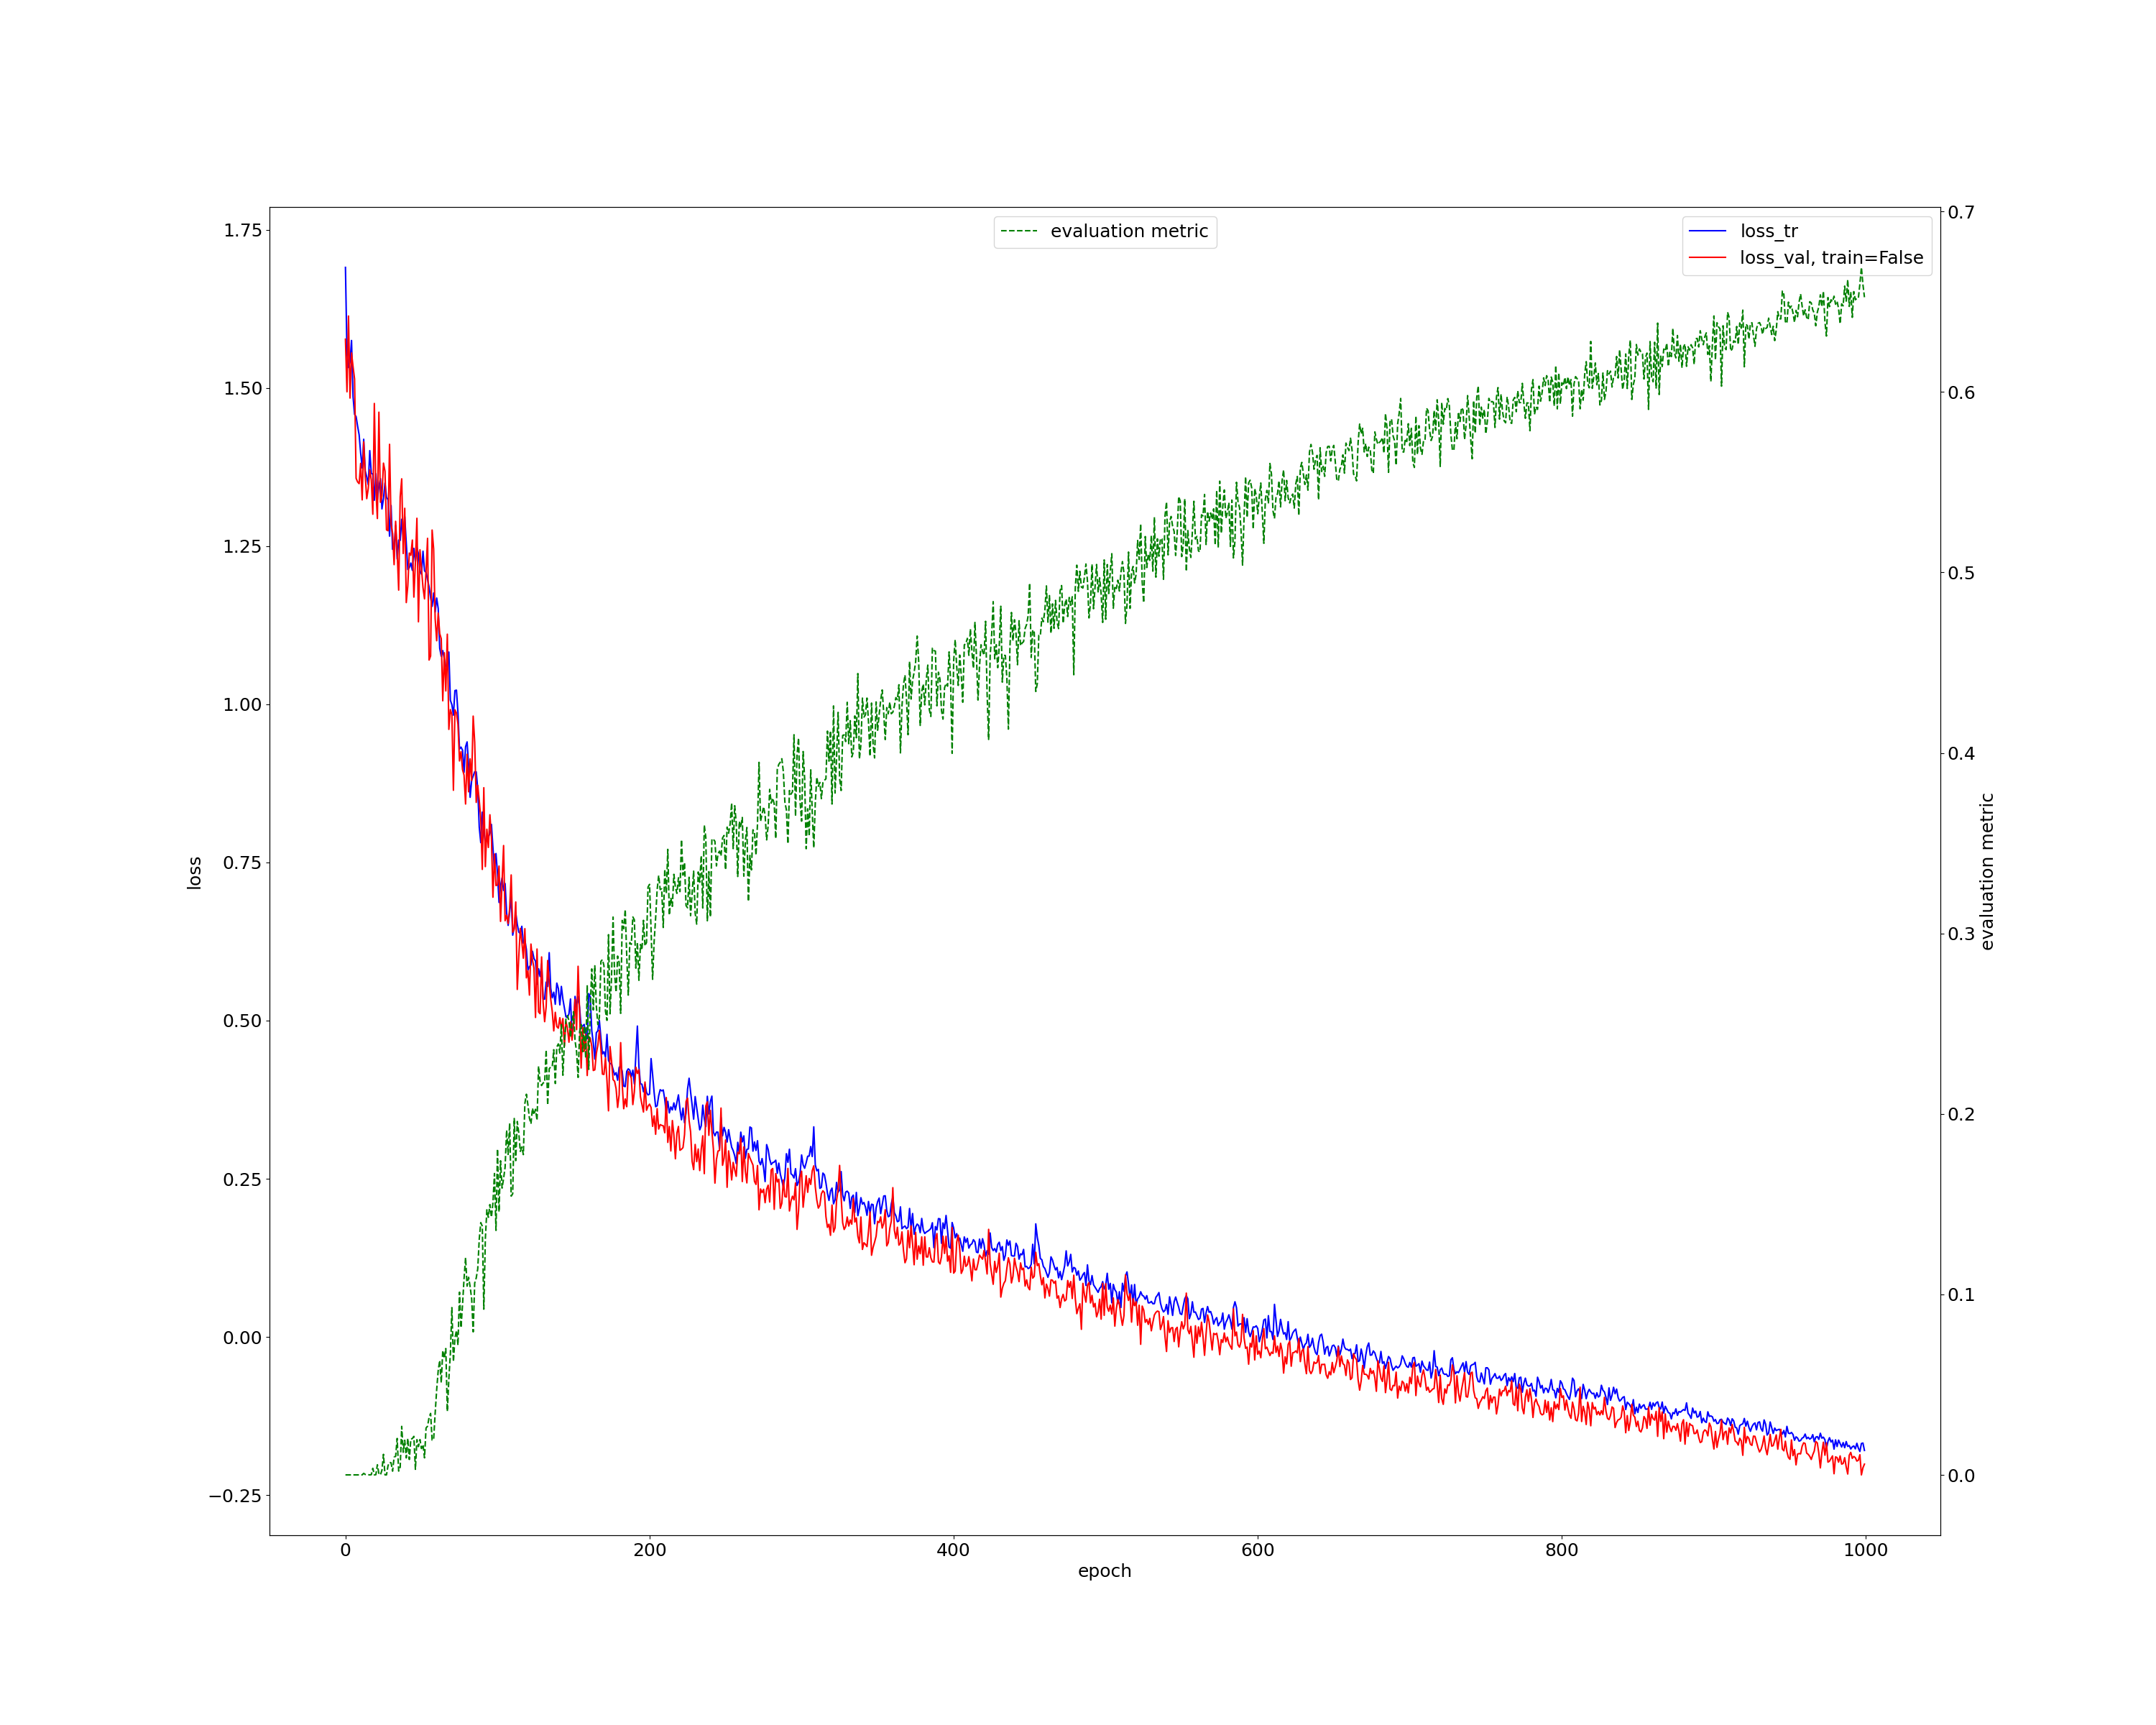 evaluation metric
loss_tr
loss_val, train=False
1.75
1.50
1.25
1.00
0.75
0.50
0.25
0.00
−0.25
loss
0.7
0.6
0.5
0.4
0.3
0.2
0.1
0.0
evaluation metric
0 200 400 600 800 1000
epoch